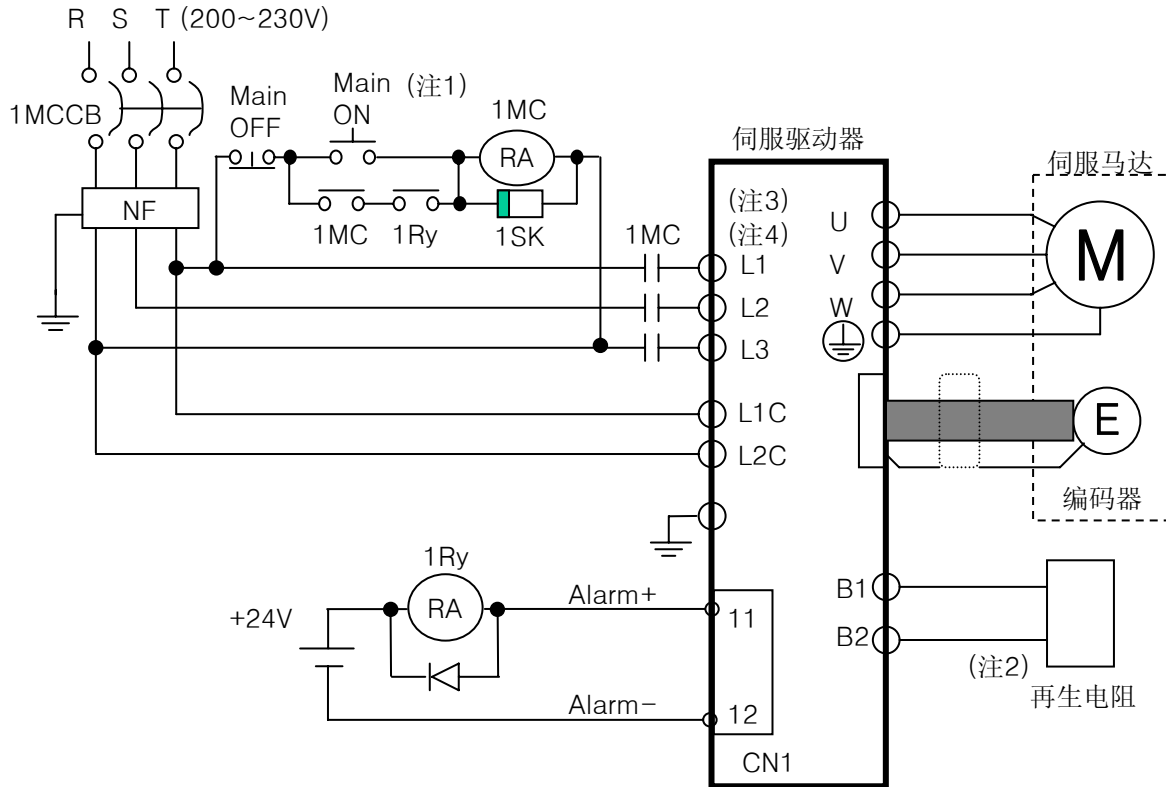 R S T (200~230V)
1MCCB
Main
OFF
Main (注1)
ON
1MC
RA
1MC 1Ry 1SK
NF
1MC
伺服驱动器
(注3)
(注4)
L1
L2
L3
L1C
L2C
U
V
W
伺服马达
M
E
编码器
1Ry
RA
+24V
Alarm+
11
Alarm-
12
CN1
B1
B2
(注2)
再生电阻